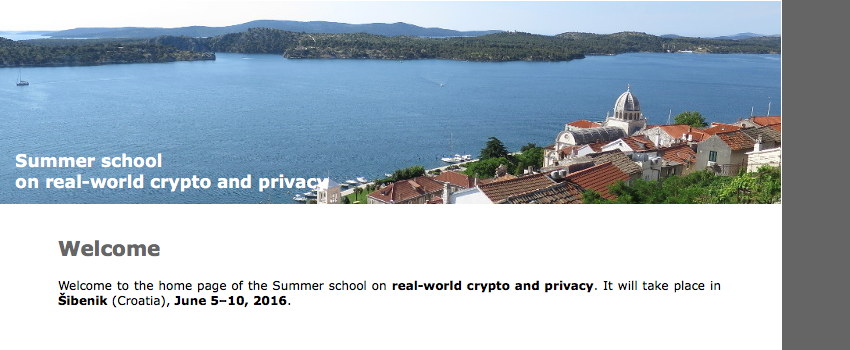 Summer school
on real-world crypto and privacy
Welcome
Welcome to the home page of the Summer school on real-world crypto and privacy. It will take place in
Šibenik (Croatia), June 5–10, 2016.